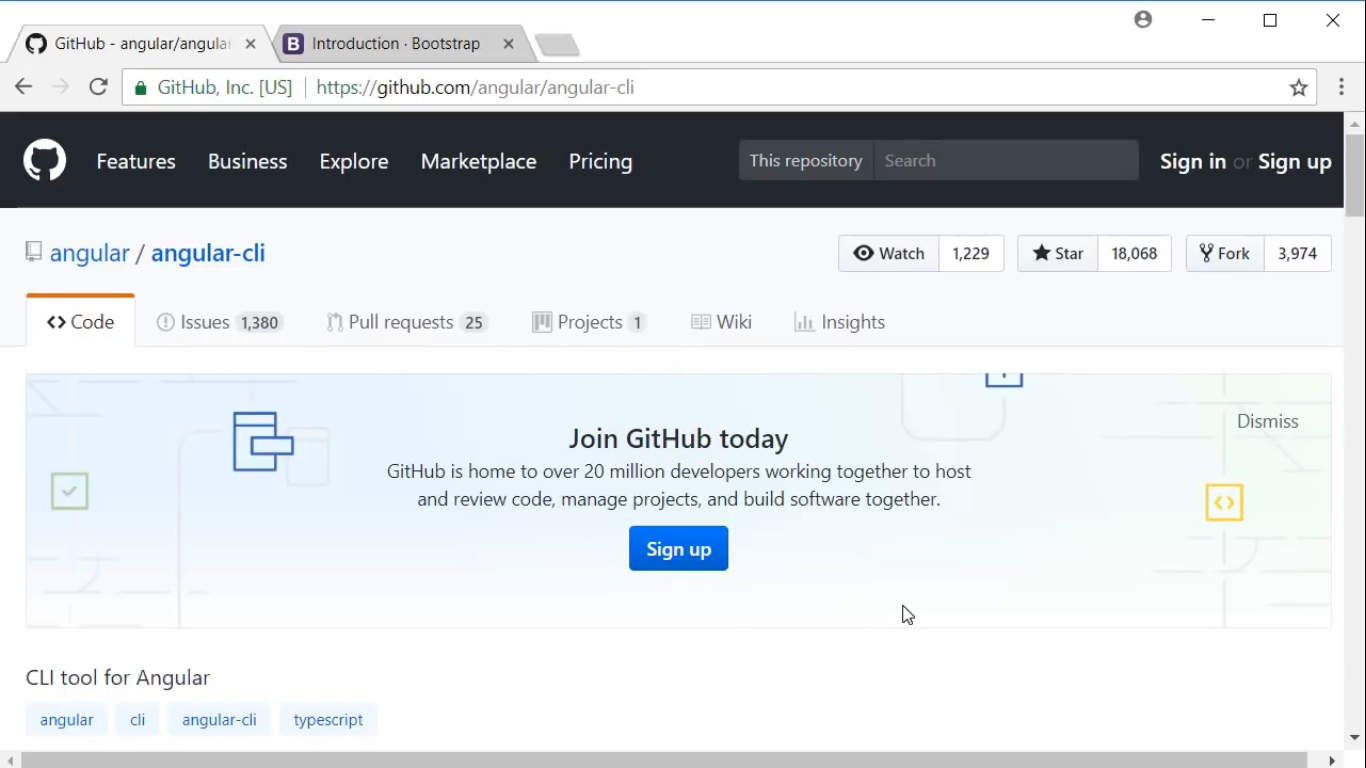 GitHub - angular/angula
Introduction · Bootstrap
GitHub, Inc. [US] https://github.com/angular/angular-cli
Features Business Explore Marketplace Pricing This repository Search Sign in or Sign up
angular / angular-cli Watch 1,229 Star 18,068 Fork 3,974
Code Issues 1,380 Pull requests 25 Projects 1 Wiki Insights
Dismiss
Join GitHub today
GitHub is home to over 20 million developers working together to host
and review code, manage projects, and build software together.
Sign up
CLI tool for Angular
angular cli angular-cli typescript